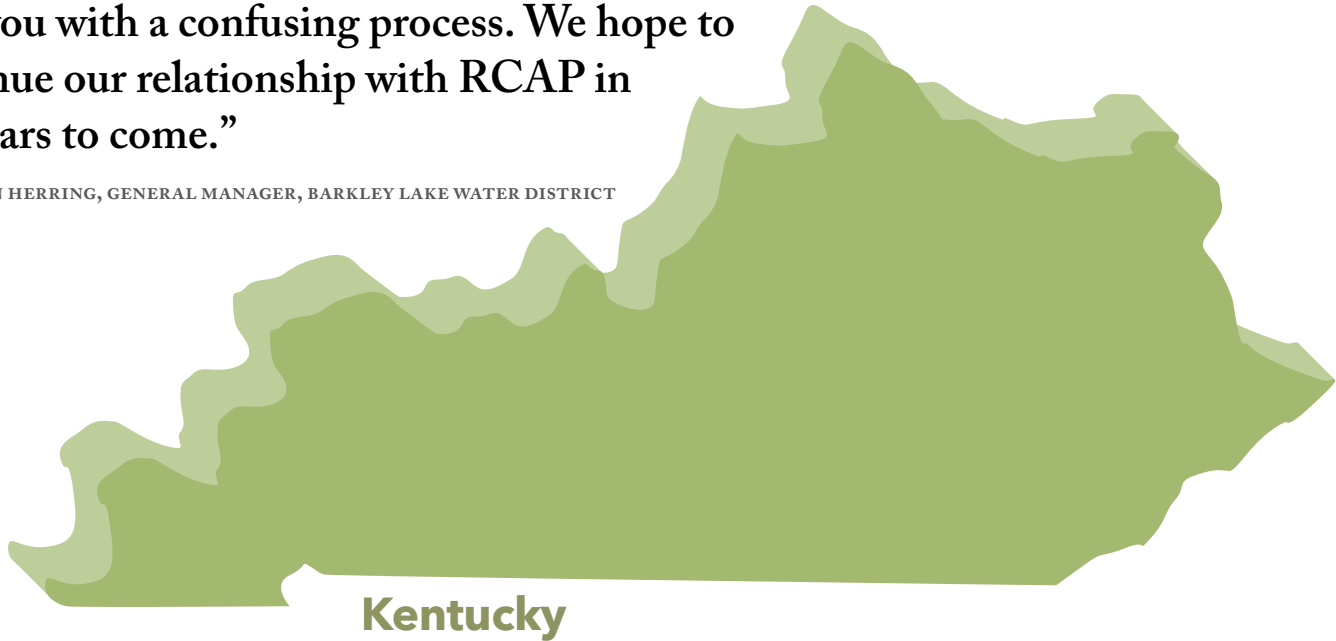 you with a confusing process. We hope to
nue our relationship with RCAP in
ars to come.”
HERRING, GENERAL MANAGER, BARKLEY LAKE WATER DISTRICT
Kentucky